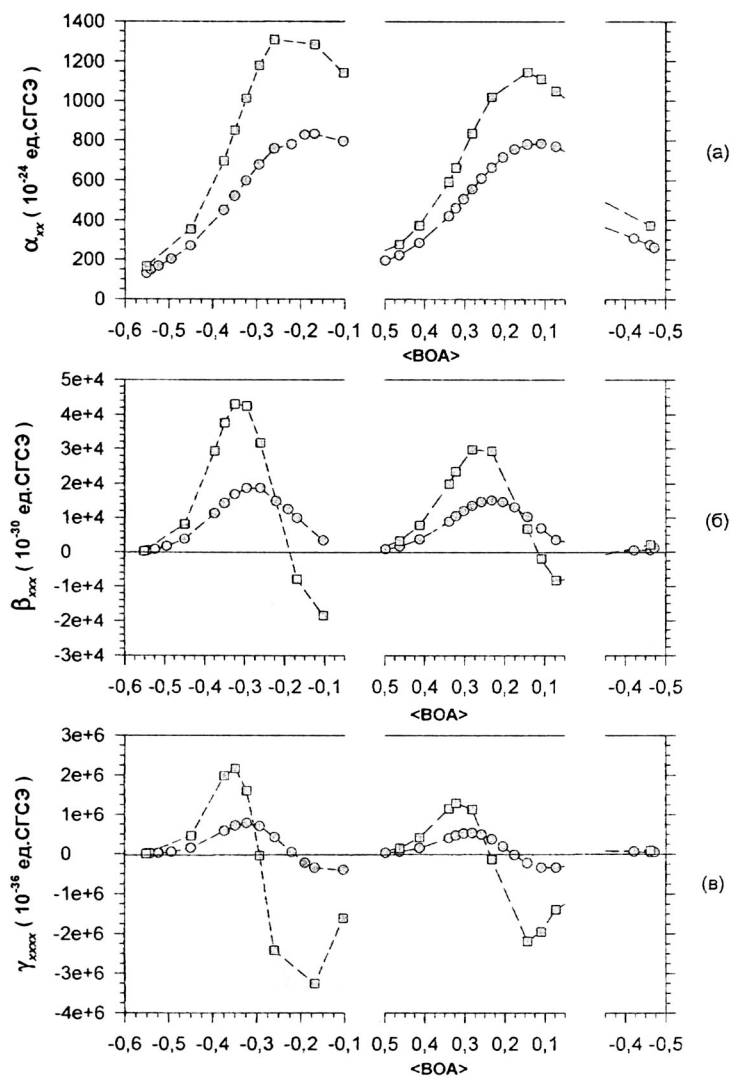 1400
1200
1000
800
600
400
200
0
αxx ( 10⁻²⁴ ед.СГСЭ )
(а)
-0,6 -0,5 -0,4 -0,3 -0,2 -0,1 0,5 0,4 0,3 0,2 0,1 -0,4 -0,5
<BOA>
5e+4
4e+4
3e+4
2e+4
1e+4
0
-1e+4
-2e+4
-3e+4
βxxx ( 10⁻³⁰ ед.СГСЭ )
(б)
-0,6 -0,5 -0,4 -0,3 -0,2 -0,1 0,5 0,4 0,3 0,1 0,1 -0,4 -0,5
<BOA>
3e+6
2e+6
1e+6
0
-1e+6
-2e+6
-3e+6
-4e+6
γxxxx ( 10⁻³⁶ ед.СГСЭ )
(в)
-0,6 -0,5 -0,4 -0,3 -0,2 -0,1 0,5 0,4 0,3 0,2 0,1 -0,4 -0,5
<BOA>